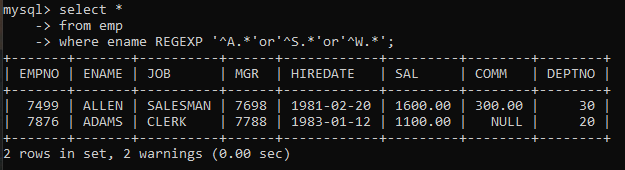 mysql> select *
    -> from emp
    -> where ename REGEXP '^A.*'or'^S.*'or'^W.*';
+-------+-------+----------+------+------------+---------+--------+--------+
| EMPNO | ENAME | JOB      | MGR  | HIREDATE   | SAL     | COMM   | DEPTNO |
+-------+-------+----------+------+------------+---------+--------+--------+
|  7499 | ALLEN | SALESMAN | 7698 | 1981-02-20 | 1600.00 | 300.00 |     30 |
|  7876 | ADAMS | CLERK    | 7788 | 1983-01-12 | 1100.00 |   NULL |     20 |
+-------+-------+----------+------+------------+---------+--------+--------+
2 rows in set, 2 warnings (0.00 sec)